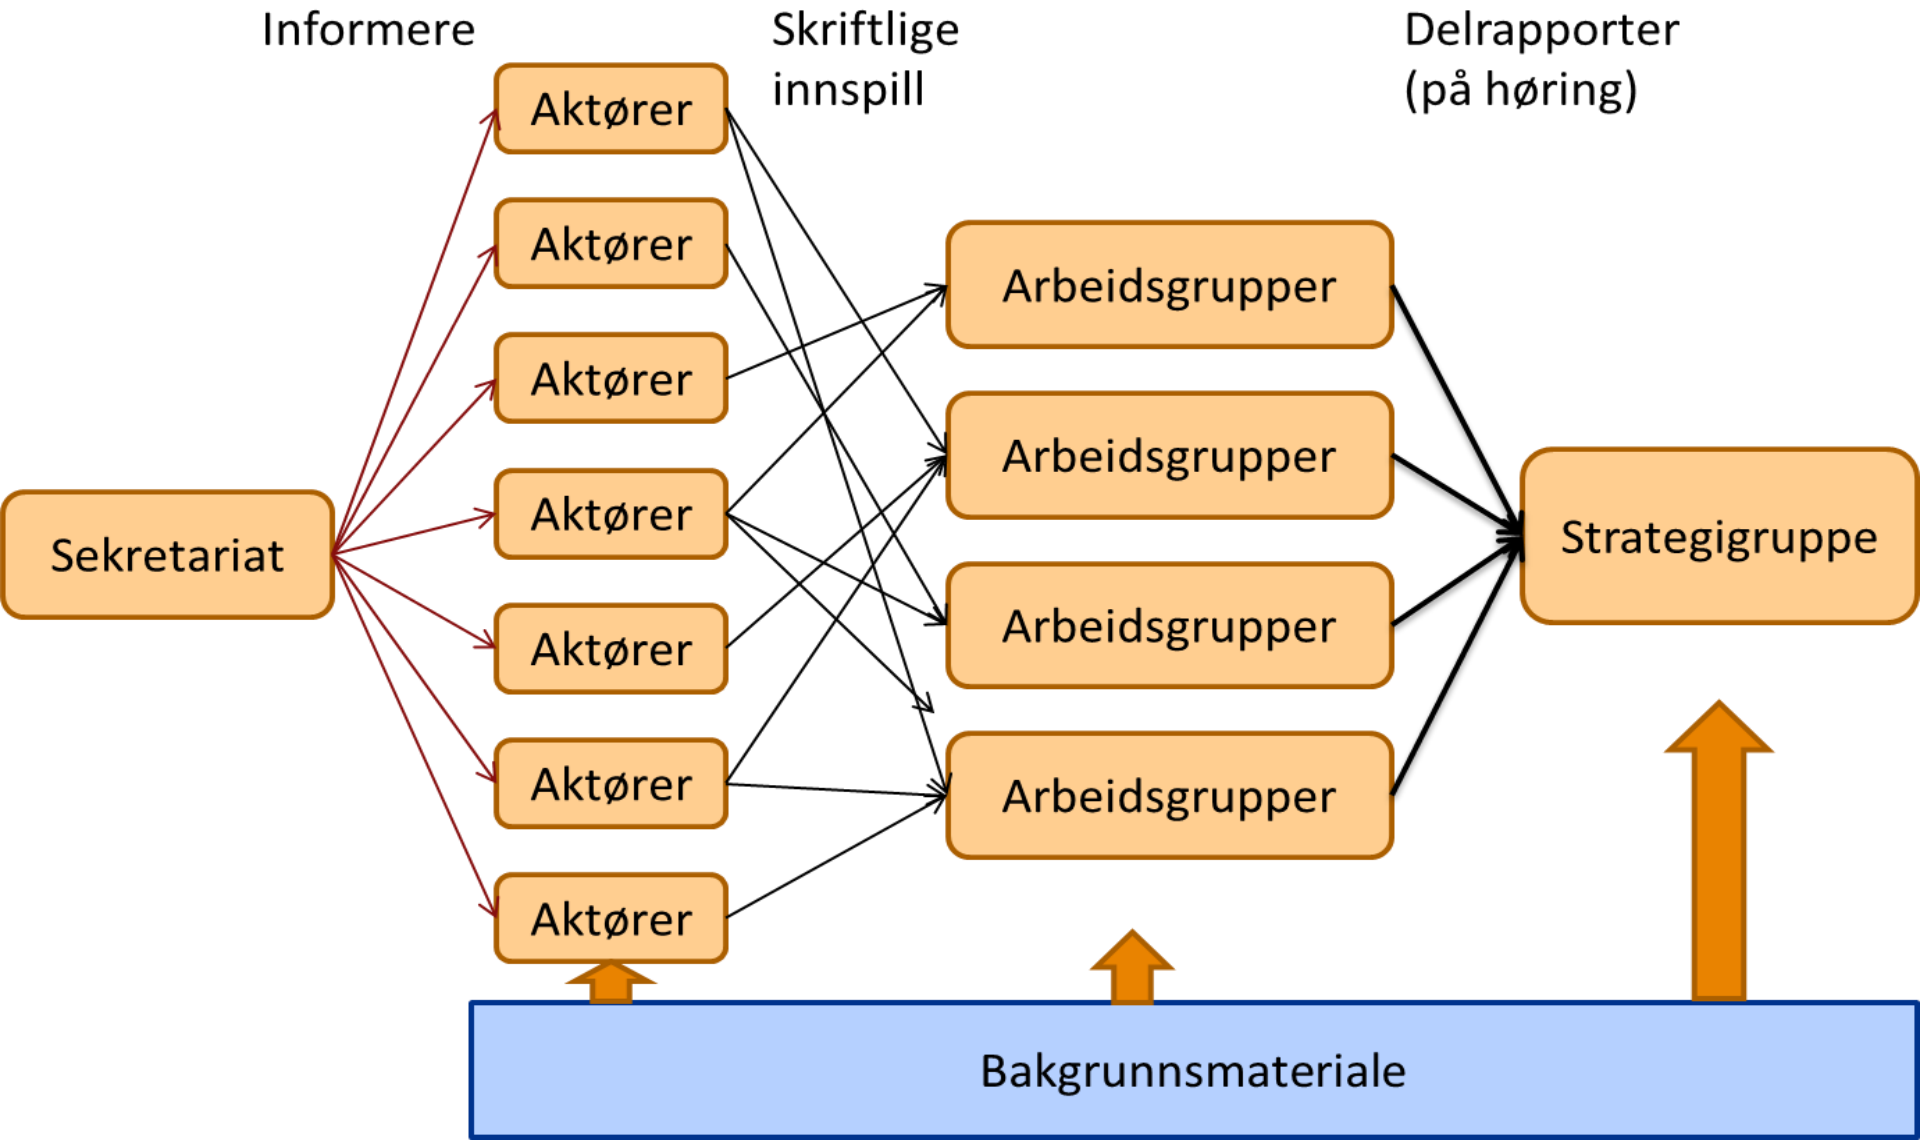 Informere
Skriftlige
innspill
Delrapporter
(på høring)
Sekretariat
Aktører
Aktører
Aktører
Aktører
Aktører
Aktører
Aktører
Arbeidsgrupper
Arbeidsgrupper
Arbeidsgrupper
Arbeidsgrupper
Strategigruppe
Bakgrunnsmateriale